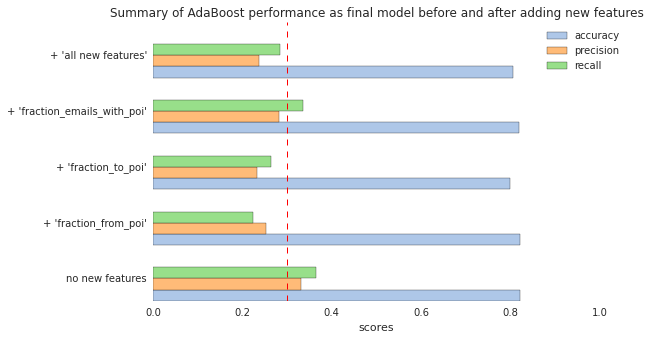 Summary of AdaBoost performance as final model before and after adding new features
accuracy
precision
recall
+ 'all new features'
+ 'fraction_emails_with_poi'
+ 'fraction_to_poi'
+ 'fraction_from_poi'
no new features
0.0 0.2 0.4 0.6 0.8 1.0
scores